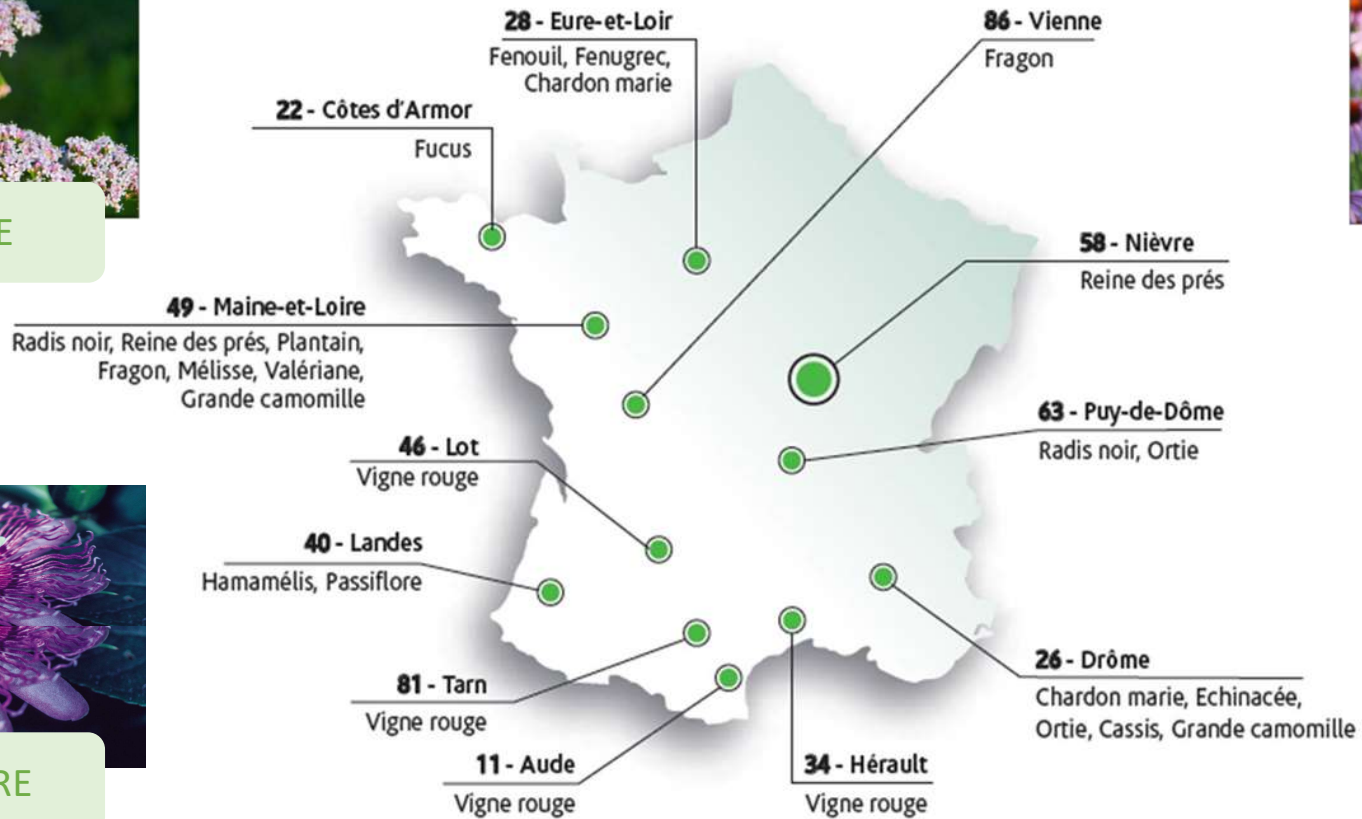 28 - Eure-et-Loir
Fenouil, Fenugrec,
Chardon marie
86 - Vienne
Fragon
22 - Côtes d'Armor
Fucus
E
58 - Nièvre
Reine des prés
49 - Maine-et-Loire
Radis noir, Reine des prés, Plantain,
Fragon, Mélisse, Valériane,
Grande camomille
63 - Puy-de-Dôme
Radis noir, Ortie
46 - Lot
Vigne rouge
40 - Landes
Hamamélis, Passiflore
26 - Drôme
Chardon marie, Echinacée,
Ortie, Cassis, Grande camomille
81 - Tarn
Vigne rouge
11 - Aude
Vigne rouge
34 - Hérault
Vigne rouge
RE